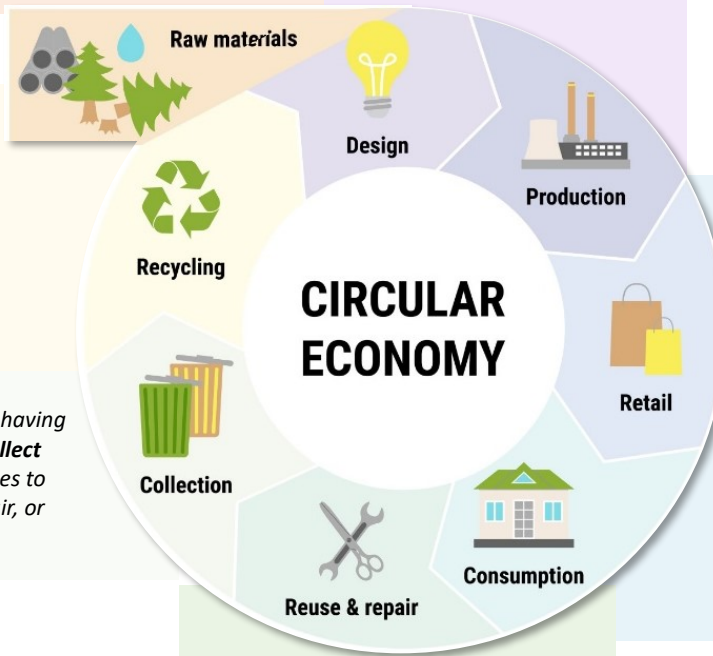 Raw materials
Design
Production
Recycling
CIRCULAR
ECONOMY
Retail
having
llect
Collection
es to
ir, or
Consumption
Reuse & repair